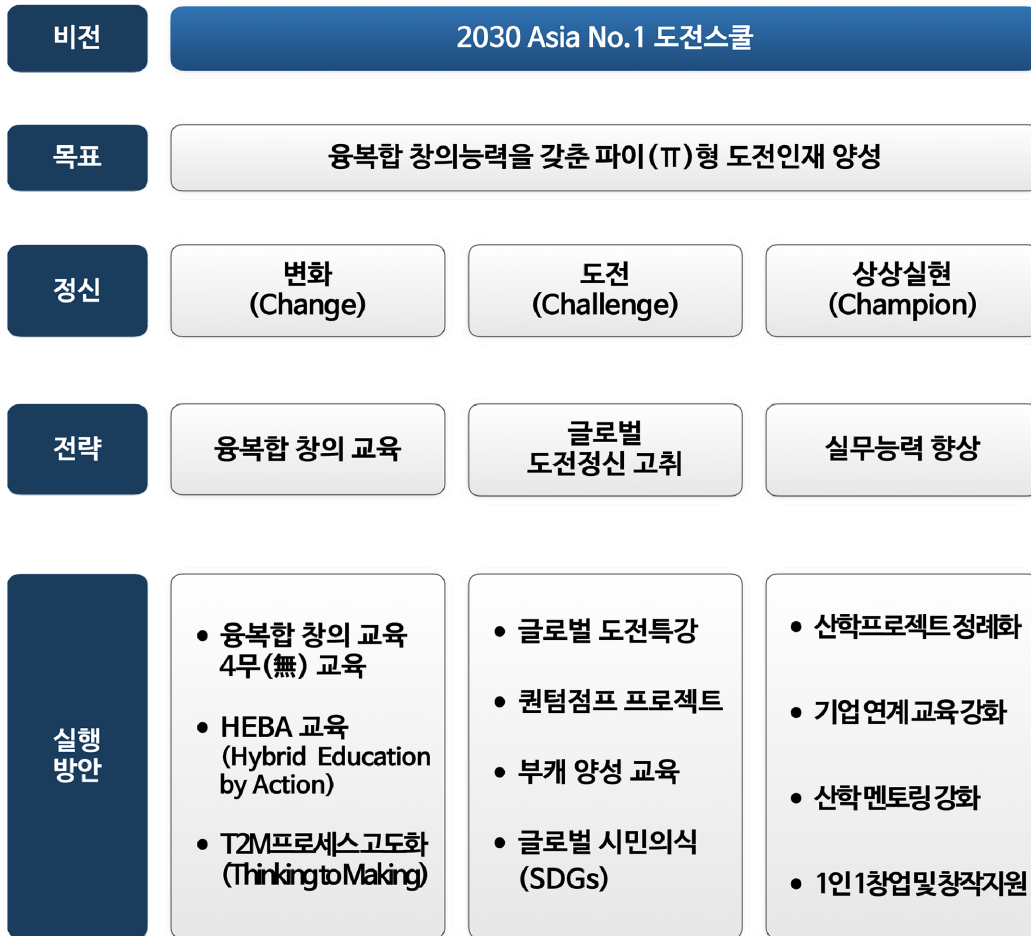 비전
2030 Asia No.1 도전스쿨
목표
융복합 창의능력을 갖춘 파이(π)형 도전인재 양성
정신
변화
(Change)
도전
(Challenge)
상상실현
(Champion)
전략
융복합 창의 교육
글로벌
도전정신 고취
실무능력 향상
실행
방안
• 융복합 창의 교육
4무(無) 교육
• HEBA 교육
(Hybrid Education
by Action)
• T2M프로세스고도화
(Thinking to Making)
• 글로벌 도전특강
• 퀀텀점프 프로젝트
• 부캐 양성 교육
• 글로벌 시민의식
(SDGs)
• 산학프로젝트 정례화
• 기업 연계 교육 강화
• 산학 멘토링 강화
• 1인 1창업 및 창작지원